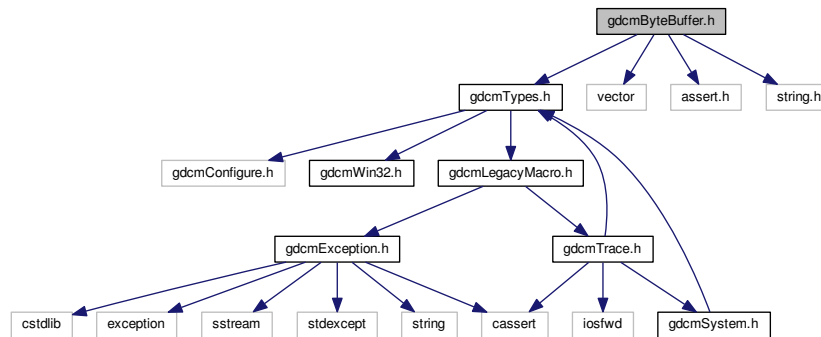 gdcmByteBuffer.h
gdcmTypes.h
vector
assert.h
string.h
gdcmConfigure.h
gdcmWin32.h
gdcmLegacyMacro.h
gdcmException.h
gdcmTrace.h
cstdlib
exception
sstream
stdexcept
string
cassert
iosfwd
gdcmSystem.h